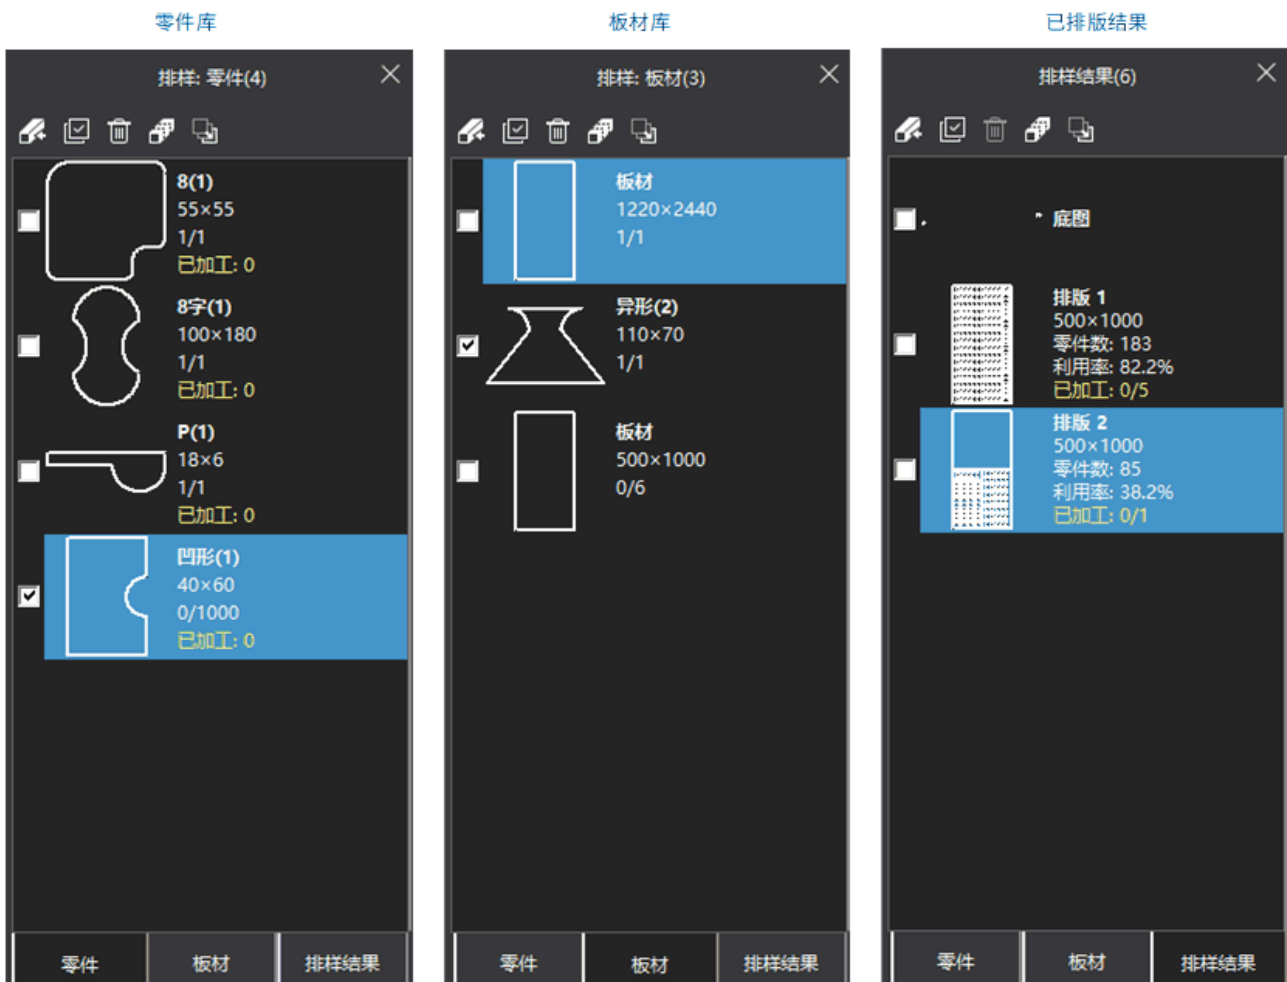 零件库
排样: 零件(4)
8(1)
55×55
1/1
已加工: 0
8字(1)
100×180
1/1
已加工: 0
P(1)
18×6
1/1
已加工: 0
凹形(1)
40×60
0/1000
已加工: 0
零件
板材
排样结果
板材库
排样: 板材(3)
板材
1220×2440
1/1
异形(2)
110×70
1/1
板材
500×1000
0/6
零件
板材
排样结果
已排版结果
排样结果(6)
底图
排版 1
500×1000
零件数: 183
利用率: 82.2%
已加工: 0/5
排版 2
500×1000
零件数: 85
利用率: 38.2%
已加工: 0/1
零件
板材
排样结果